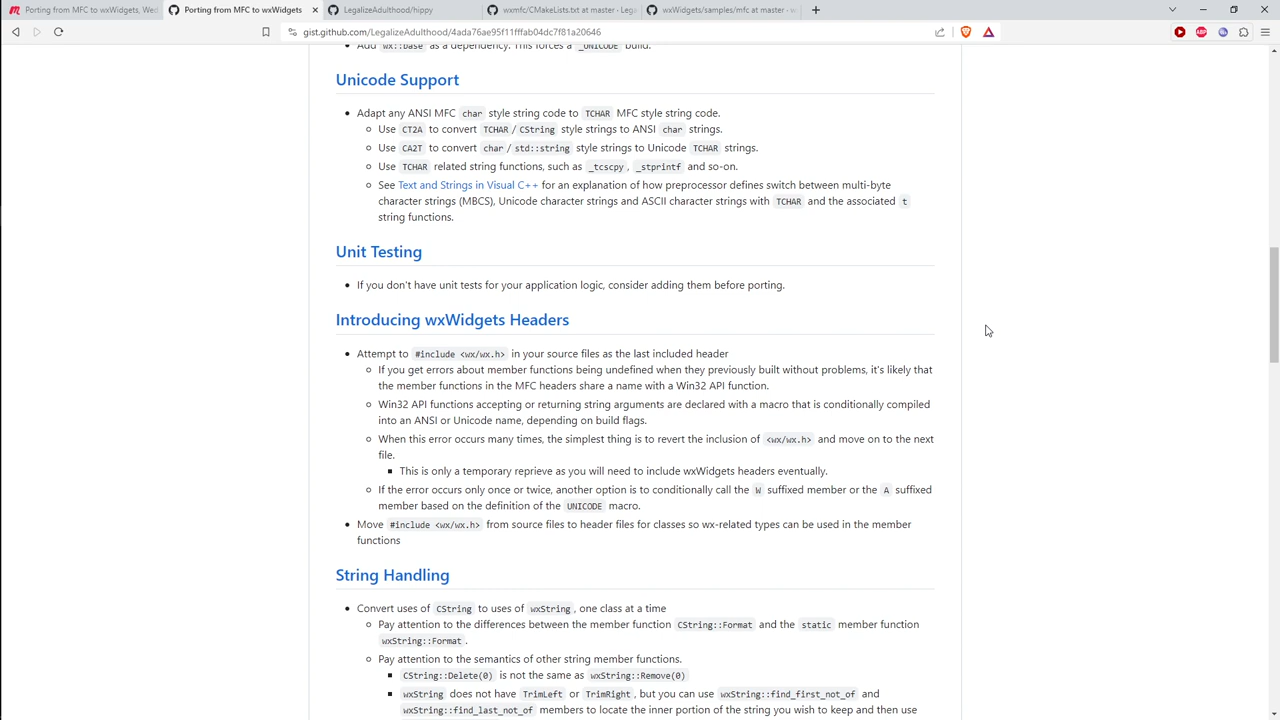 Porting from MFC to wxWidgets, Wed
Porting from MFC to wxWidgets
LegalizeAdulthood/hippy
wxmfc/CMakeLists.txt at master · Leg
wxWidgets/samples/mfc at master · w
gist.github.com/LegalizeAdulthood/4ada76ae95f11fffab04dc7f81a20646
Add wx::base as a dependency. This forces a _UNICODE build.
Unicode Support
Adapt any ANSI MFC char style string code to TCHAR MFC style string code.
Use CT2A to convert TCHAR / CString style strings to ANSI char strings.
Use CA2T to convert char / std::string style strings to Unicode TCHAR strings.
Use TCHAR related string functions, such as _tcscpy , _stprintf and so-on.
See Text and Strings in Visual C++ for an explanation of how preprocessor defines switch between multi-byte
character strings (MBCS), Unicode character strings and ASCII character strings with TCHAR and the associated t
string functions.
Unit Testing
If you don't have unit tests for your application logic, consider adding them before porting.
Introducing wxWidgets Headers
Attempt to #include <wx/wx.h> in your source files as the last included header
If you get errors about member functions being undefined when they previously built without problems, it's likely that
the member functions in the MFC headers share a name with a Win32 API function.
Win32 API functions accepting or returning string arguments are declared with a macro that is conditionally compiled
into an ANSI or Unicode name, depending on build flags.
When this error occurs many times, the simplest thing is to revert the inclusion of <wx/wx.h> and move on to the next
file.
This is only a temporary reprieve as you will need to include wxWidgets headers eventually.
If the error occurs only once or twice, another option is to conditionally call the W suffixed member or the A suffixed
member based on the definition of the UNICODE macro.
Move #include <wx/wx.h> from source files to header files for classes so wx-related types can be used in the member
functions
String Handling
Convert uses of CString to uses of wxString , one class at a time
Pay attention to the differences between the member function CString::Format and the static member function
wxString::Format .
Pay attention to the semantics of other string member functions.
CString::Delete(0) is not the same as wxString::Remove(0)
wxString does not have TrimLeft or TrimRight , but you can use wxString::find_first_not_of and
wxString::find_last_not_of members to locate the inner portion of the string you wish to keep and then use